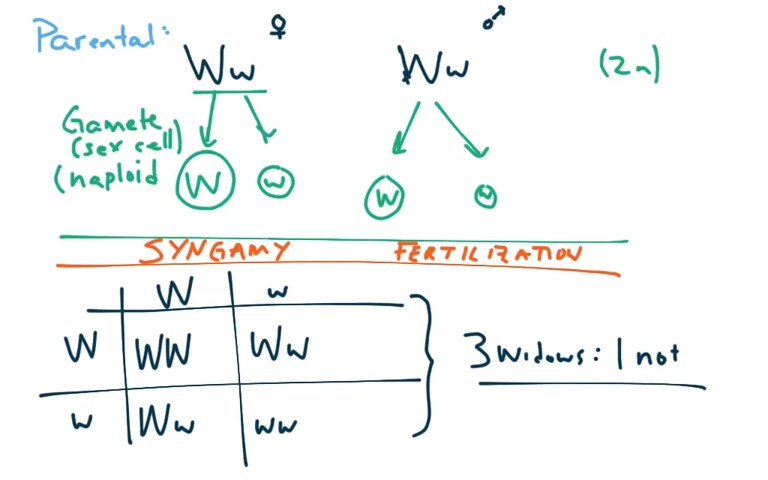 Parental: ♀ ♂
Ww Ww (2n)
Gamete
(sex cell)
(haploid W w W w
SYNGAMY FERTILIZATION
W w
W WW Ww 3 widows: 1 not
w Ww ww